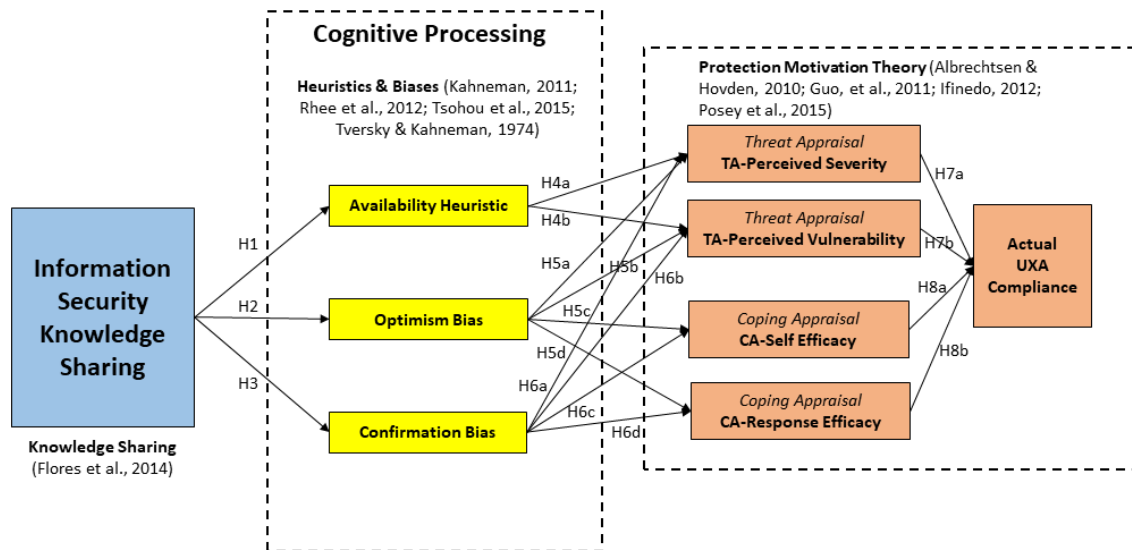 Cognitive Processing
Heuristics & Biases (Kahneman, 2011;
Rhee et al., 2012; Tsohou et al., 2015;
Tversky & Kahneman, 1974)
Protection Motivation Theory (Albrechtsen &
Hovden, 2010; Guo, et al., 2011; Ifinedo, 2012;
Posey et al., 2015)
Information
Security
Knowledge
Sharing
Knowledge Sharing
(Flores et al., 2014)
H1
H2
H3
Availability Heuristic
Optimism Bias
Confirmation Bias
H4a
H4b
H5a
H5b
H5c
H5d
H6a
H6b
H6c
H6d
Threat Appraisal
TA-Perceived Severity
Threat Appraisal
TA-Perceived Vulnerability
Coping Appraisal
CA-Self Efficacy
Coping Appraisal
CA-Response Efficacy
H7a
H7b
H8a
H8b
Actual
UXA
Compliance